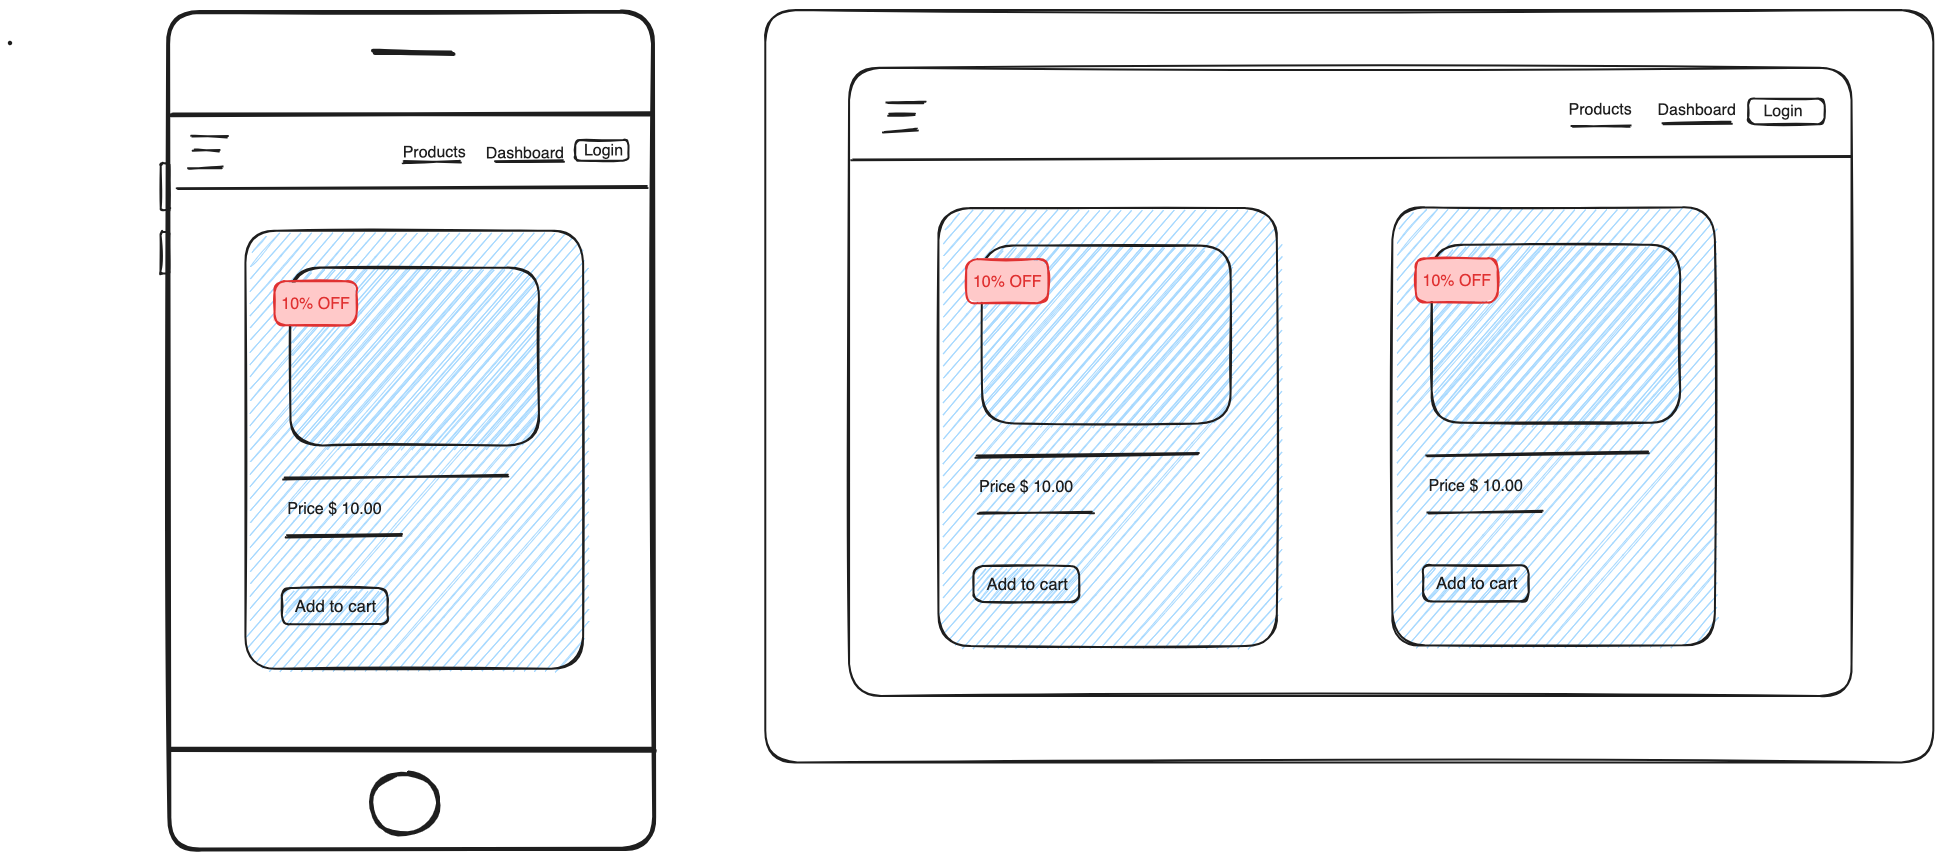 Products
Dashboard
Login
10% OFF
Price $ 10.00
Add to cart
Products
Dashboard
Login
10% OFF
Price $ 10.00
Add to cart
10% OFF
Price $ 10.00
Add to cart